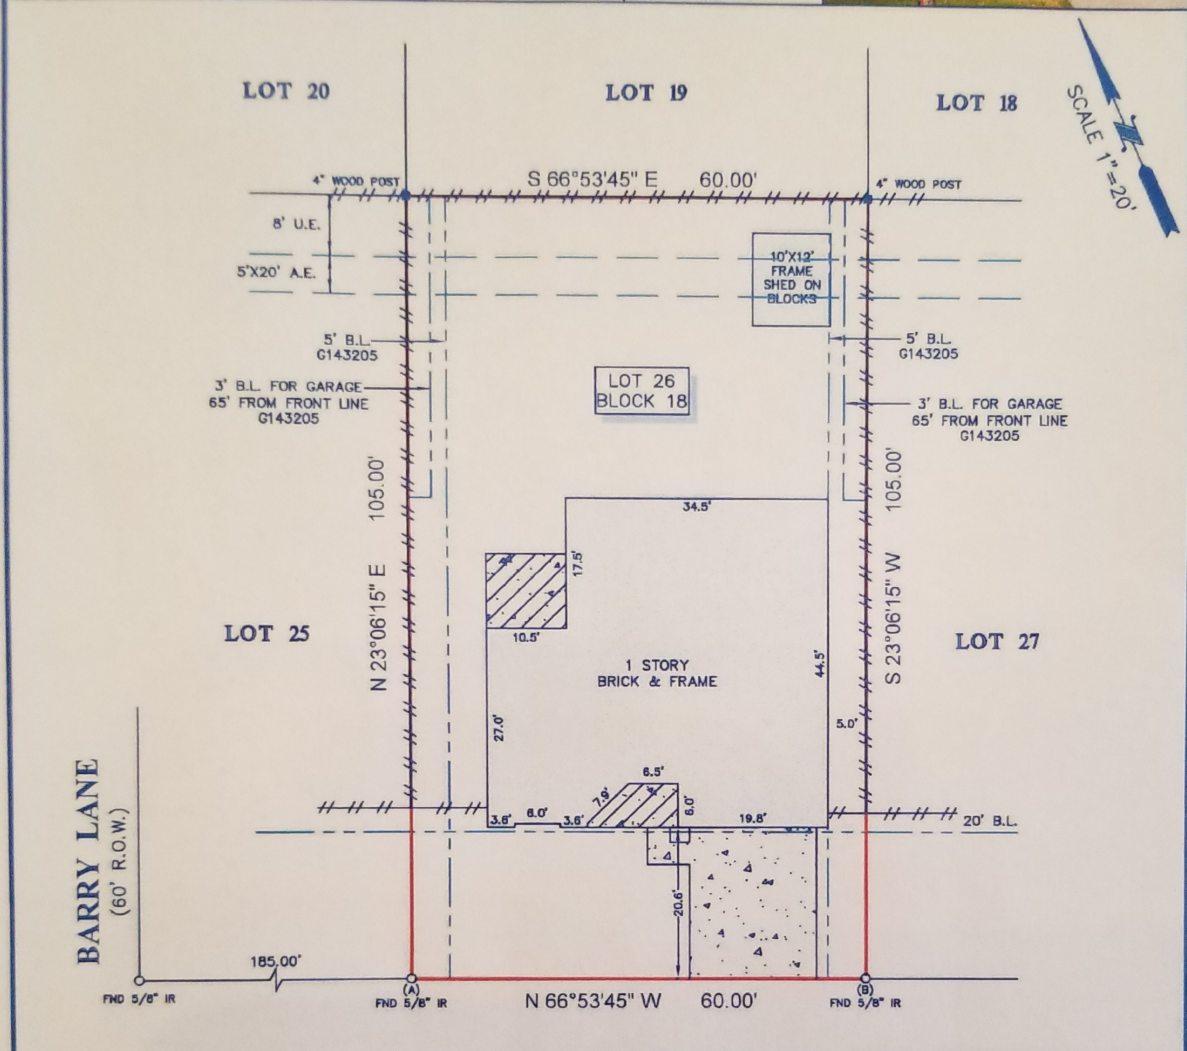 LOT 20
LOT 19
LOT 18
SCALE 1"=20'
4" WOOD POST
S 66°53'45" E 60.00'
4" WOOD POST
8' U.E.
5'X20' A.E.
10'X12'
FRAME
SHED ON
BLOCKS
5' B.L.
G143205
5' B.L.
G143205
3' B.L. FOR GARAGE
65' FROM FRONT LINE
G143205
LOT 26
BLOCK 18
3' B.L. FOR GARAGE
65' FROM FRONT LINE
G143205
N 23°06'15" E 105.00'
S 23°06'15" W 105.00'
34.5'
17.5'
10.5'
LOT 25
1 STORY
BRICK & FRAME
44.5'
LOT 27
27.0'
5.0'
6.5'
7.9'
6.0'
3.6'
6.0'
3.6'
19.8'
20' B.L.
BARRY LANE
(60' R.O.W.)
20.6'
185.00'
FND 5/8" IR
(A)
FND 5/8" IR
N 66°53'45" W 60.00'
(B)
FND 5/8" IR